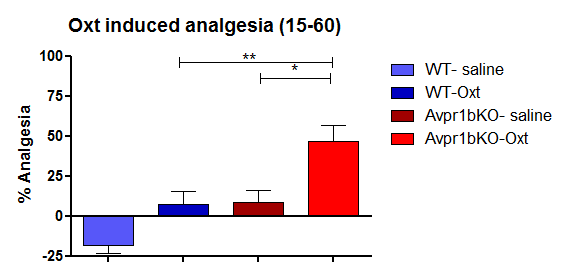 Oxt induced analgesia (15-60)
% Analgesia
100
75
50
25
0
-25
**
*
WT- saline
WT-Oxt
Avpr1bKO- saline
Avpr1bKO-Oxt